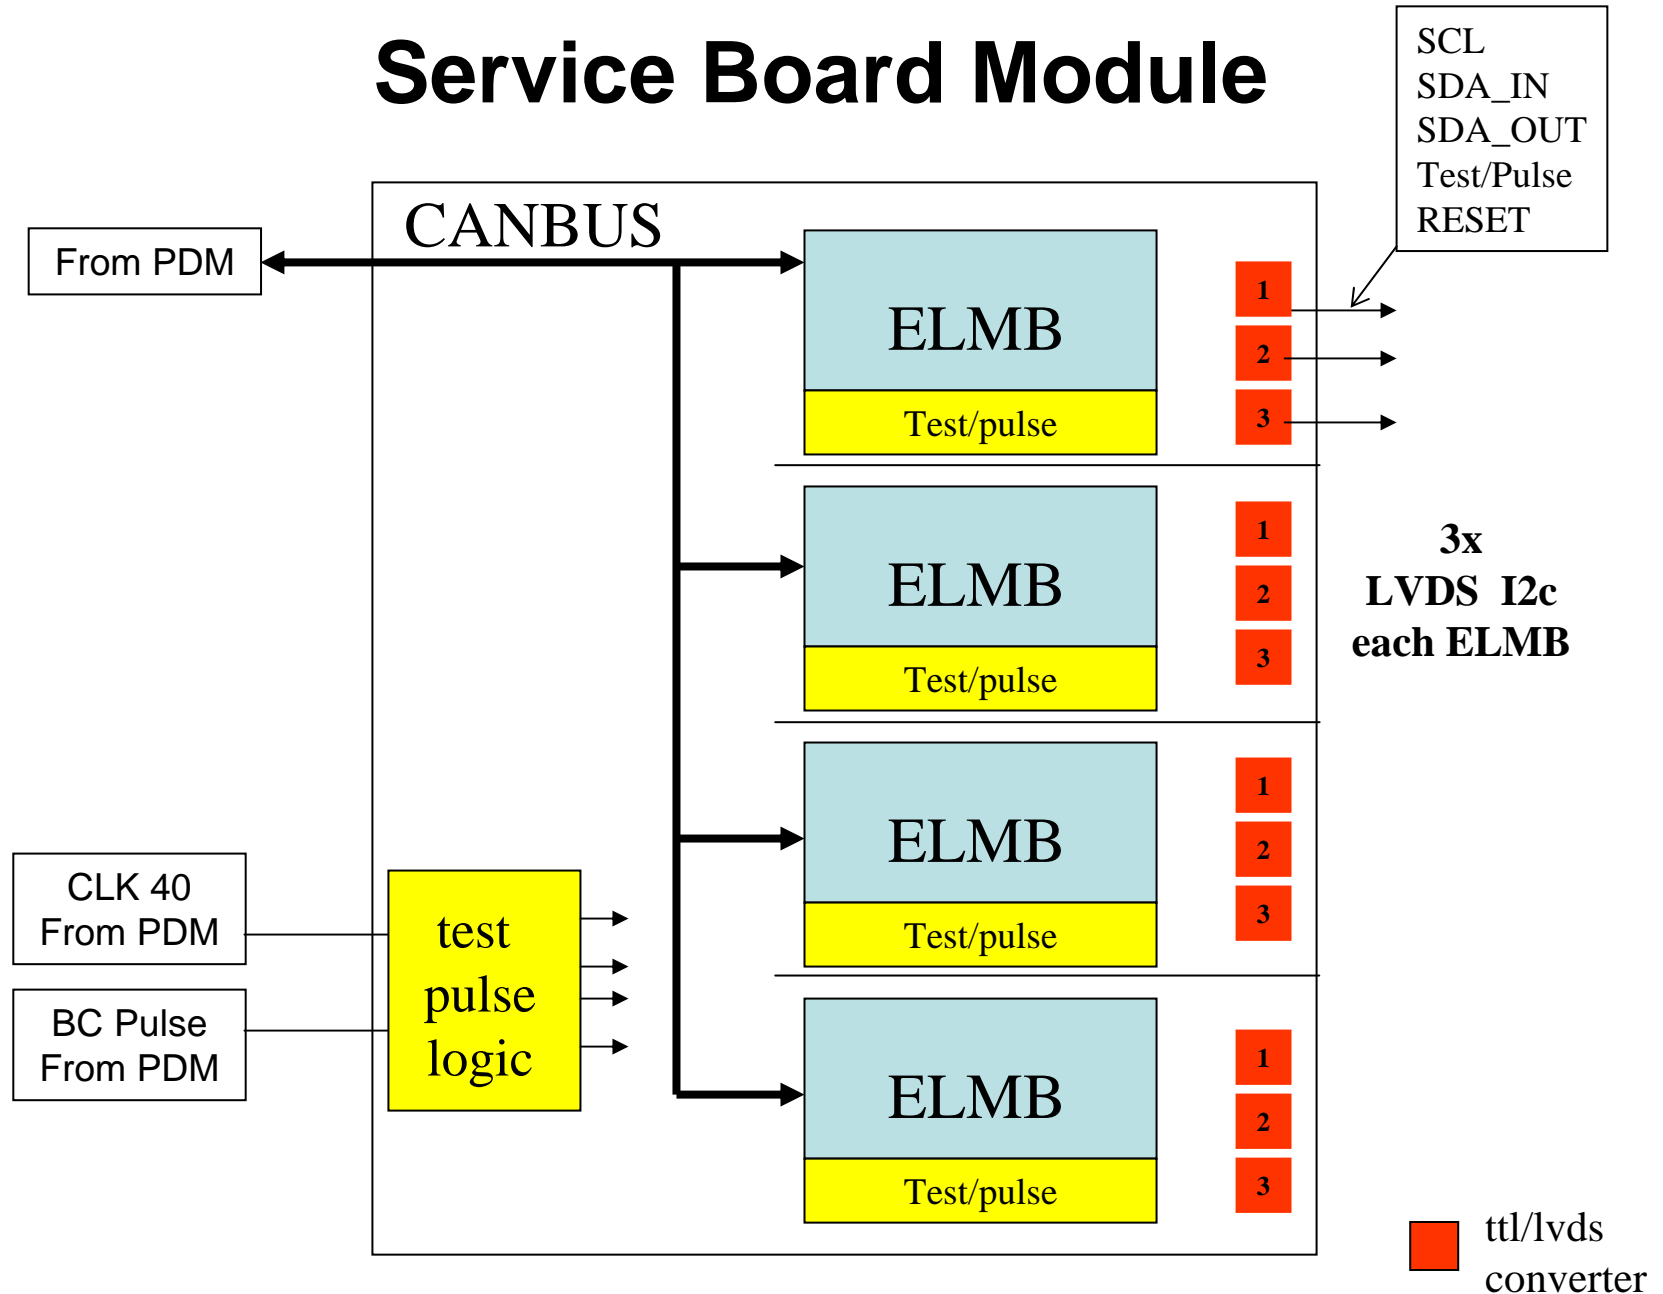 Service Board Module
SCL
SDA_IN
SDA_OUT
Test/Pulse
RESET
CANBUS
From PDM
ELMB
Test/pulse
1
2
3
ELMB
Test/pulse
1
2
3
3x
LVDS I2c
each ELMB
ELMB
Test/pulse
1
2
3
CLK 40
From PDM
BC Pulse
From PDM
test
pulse
logic
ELMB
Test/pulse
1
2
3
ttl/lvds
converter